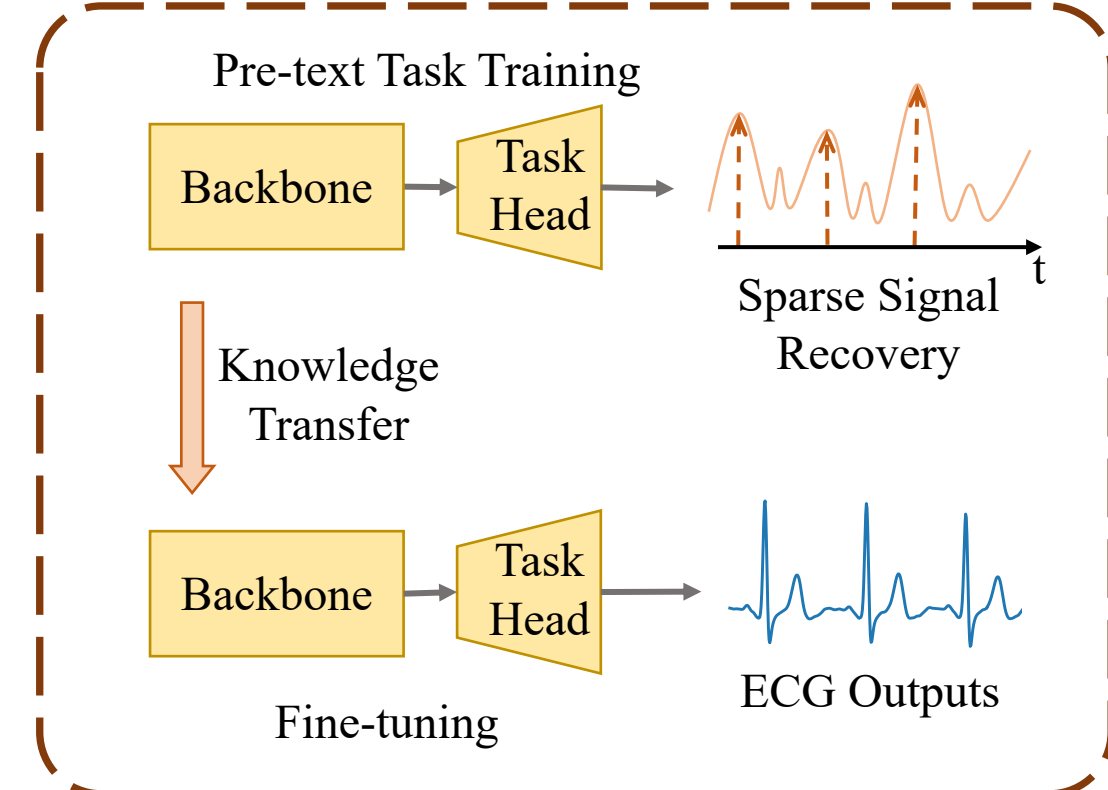 Pre-text Task Training
Backbone
Task
Head
t
Sparse Signal
Recovery
Knowledge
Transfer
Backbone
Task
Head
ECG Outputs
Fine-tuning